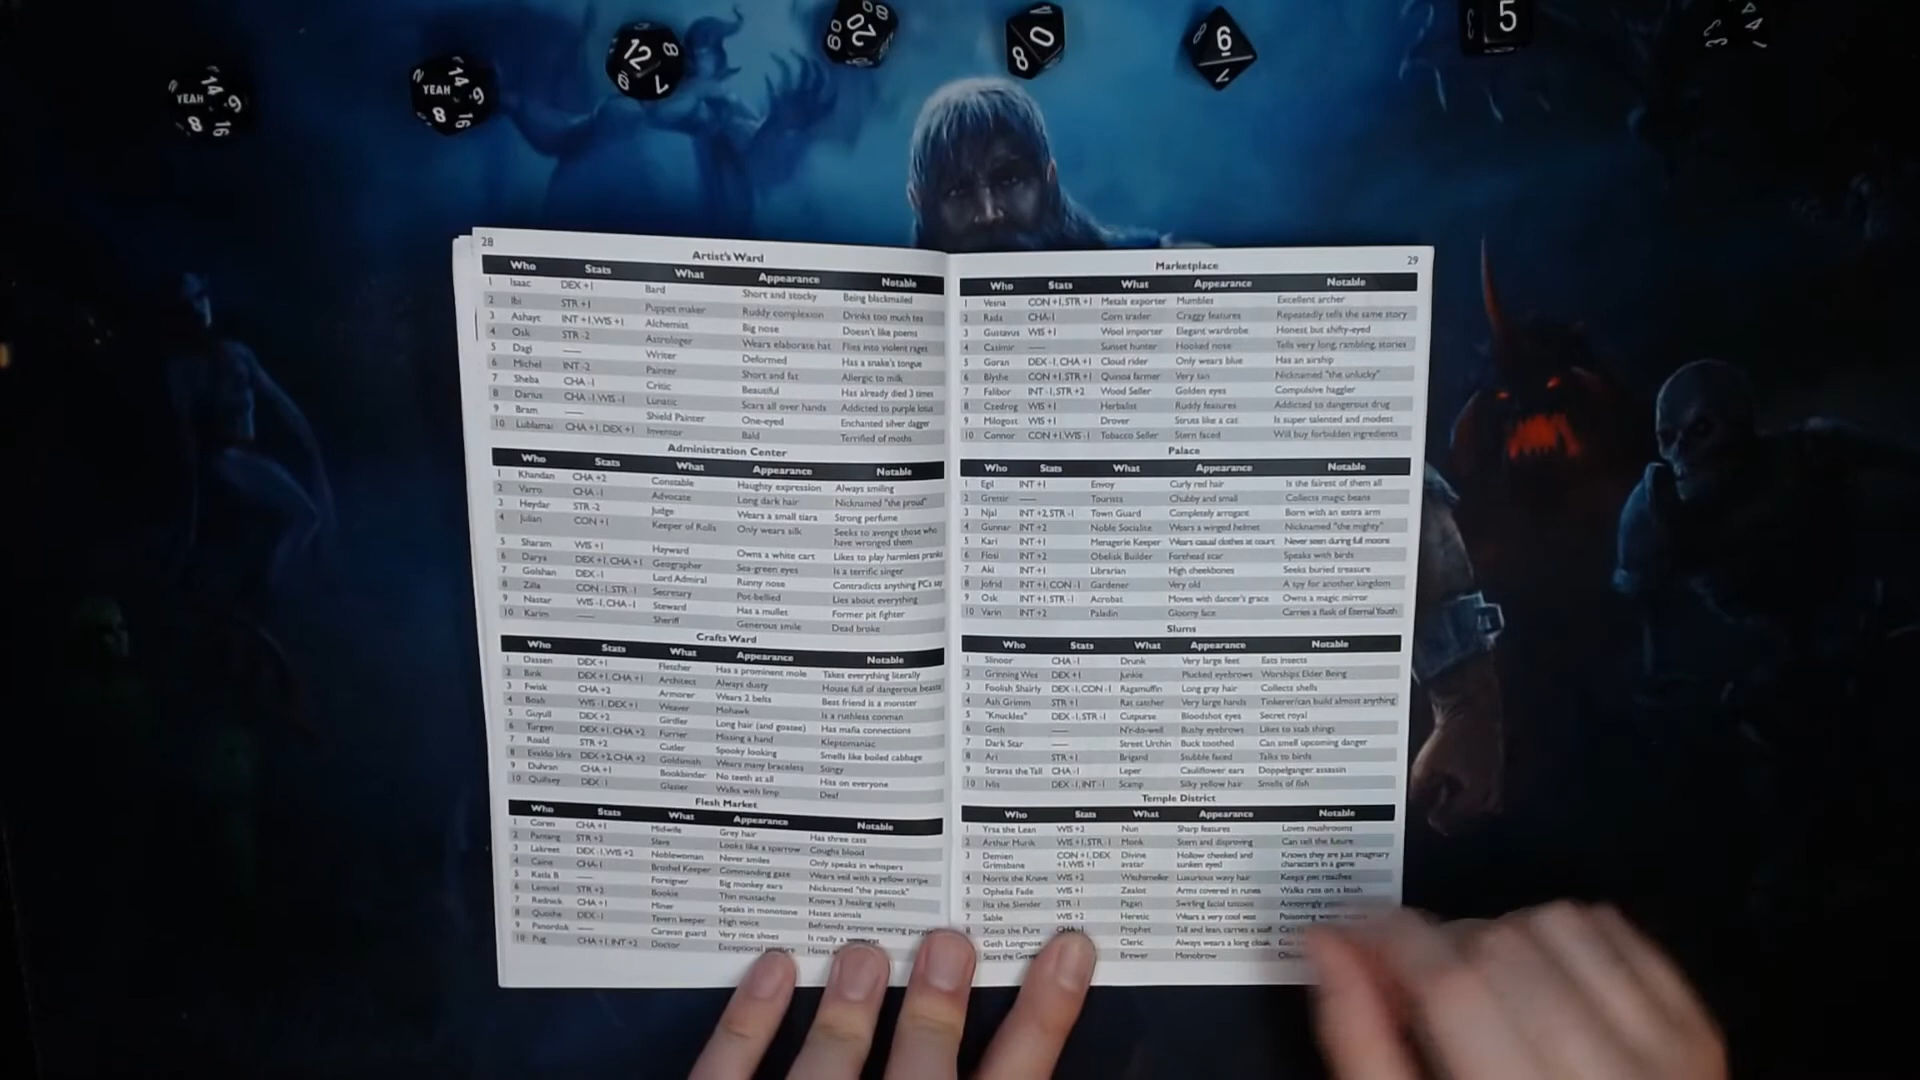 YEAH 14 9 8 16
YEAH 14 9 8 16
12 8 7
20 8
8 0
6
5
28
Artist's Ward
Who Stats What Appearance Notable
1 Isaac DEX +1 Bard Short and stocky Being blackmailed
2 Ibi STR +1 Puppet maker Ruddy complexion Drinks too much tea
3 Ashayt INT +1, WIS +1 Alchemist Big nose Doesn't like poems
4 Osk STR -2 Astrologer Wears elaborate hat Flies into violent rages
5 Dagi — Writer Deformed Has a snake's tongue
6 Michel INT -2 Painter Short and fat Allergic to milk
7 Sheba CHA -1 Critic Beautiful Has already died 3 times
8 Darius CHA -1, WIS -1 Lunatic Scars all over hands Addicted to purple lotus
9 Bram — Shield Painter One-eyed Enchanted silver dagger
10 Lublamai CHA +1, DEX +1 Inventor Bald Terrified of moths
Administration Center
Who Stats What Appearance Notable
1 Khandan CHA +2 Constable Haughty expression Always smiling
2 Varro CHA -1 Advocate Long dark hair Nicknamed "the proud"
3 Heydar STR -2 Judge Wears a small tiara Strong perfume
4 Julian CON +1 Keeper of Rolls Only wears silk Seeks to avenge those who
have wronged them
5 Sharam WIS +1 Hayward Owns a white cart Likes to play harmless pranks
6 Darya DEX +1, CHA +1 Geographer Sea-green eyes Is a terrific singer
7 Golshan DEX -1 Lord Admiral Runny nose Contradicts anything PCs say
8 Zilla CON -1, STR -1 Secretary Pot-bellied Lies about everything
9 Nastar WIS -1, CHA -1 Steward Has a mullet Former pit fighter
10 Karim — Sheriff Generous smile Dead broke
Crafts Ward
Who Stats What Appearance Notable
1 Dassen DEX +1 Fletcher Has a prominent mole Takes everything literally
2 Birik DEX +1, CHA +1 Architect Always dusty House full of dangerous beasts
3 Fwisk CHA +2 Armorer Wears 2 belts Best friend is a monster
4 Boah WIS -1, DEX +1 Weaver Mohawk Is a ruthless conman
5 Guyull DEX +2 Girdler Long hair (and goatee) Has mafia connections
6 Turgen DEX +1, CHA +2 Furrier Missing a hand Kleptomaniac
7 Roald STR +2 Cutler Spooky looking Smells like boiled cabbage
8 Evaldo Idra DEX +2, CHA +2 Goldsmith Wears many bracelets Stingy
9 Duhran CHA +1 Bookbinder No teeth at all Hits on everyone
10 Quilsey DEX -1 Glazier Walks with limp Deaf
Flesh Market
Who Stats What Appearance Notable
1 Coren CHA +1 Midwife Grey hair Has three cats
2 STR +2 Slave Looks like a sparrow Coughs blood
3 Lakreet DEX -1, WIS +2 Noblewoman Never smiles Only speaks in whispers
4 Caine CHA -1 Brothel Keeper Commanding gaze Wears veil with a yellow stripe
5 Katla B — Foreigner Big monkey ears Nicknamed "the peacock"
6 Lemuel STR +2 Bookie Thin mustache Knows 3 healing spells
7 Rednick CHA +1 Miner Speaks in monotone Hates animals
8 Quoshe DEX -1 Tavern keeper High voice Befriends anyone wearing purple
9 Panordok — Caravan guard Very nice shoes Is really a
10 Pug CHA +1, INT +2 Doctor Exceptional Hates
29
Marketplace
Who Stats What Appearance Notable
1 Vesna CON +1, STR +1 Metals exporter Mumbles Excellent archer
2 Rada CHA -1 Corn trader Craggy features Repeatedly tells the same story
3 Gustavus WIS +1 Wool importer Elegant wardrobe Honest but shifty-eyed
4 Casimir — Sunset hunter Hooked nose Tells very long, rambling, stories
5 Goran DEX -1, CHA +1 Cloud rider Only wears blue Has an airship
6 Blythe CON +1, STR +1 Quinoa farmer Very tan Nicknamed "the unlucky"
7 Falibor INT -1, STR +2 Wood Seller Golden eyes Compulsive haggler
8 Czedrog WIS +1 Herbalist Ruddy features Addicted to dangerous drug
9 Milogost WIS +1 Drover Struts like a cat Is super talented and modest
10 Connor CON +1, WIS -1 Tobacco Seller Stern faced Will buy forbidden ingredients
Palace
Who Stats What Appearance Notable
1 Egil INT +1 Envoy Curly red hair Is the fairest of them all
2 Grettir — Tourists Chubby and small Collects magic beans
3 Njal INT +2, STR -1 Town Guard Completely arrogant Born with an extra arm
4 Gunnar INT +2 Noble Socialite Wears a winged helmet Nicknamed "the mighty"
5 Kari INT +1 Menagerie Keeper Wears casual clothes at court Never seen during full moons
6 Flosi INT +2 Obelisk Builder Forehead scar Speaks with birds
7 Aki INT +1 Librarian High cheekbones Seeks buried treasure
8 Jofrid INT +1, CON -1 Gardener Very old A spy for another kingdom
9 Osk INT +1, STR -1 Acrobat Moves with dancer's grace Owns a magic mirror
10 Varin INT +2 Paladin Gloomy face Carries a flask of Eternal Youth
Slums
Who Stats What Appearance Notable
1 Slinoor CHA -1 Drunk Very large feet Eats insects
2 Grinning Wes DEX +1 Junkie Plucked eyebrows Worships Elder Being
3 Foolish Shairly DEX -1, CON -1 Ragamuffin Long gray hair Collects shells
4 Ash Grimm STR +1 Rat catcher Very large hands Tinkerer/can build almost anything
5 "Knuckles" DEX -1, STR -1 Cutpurse Bloodshot eyes Secret royal
6 Geth — N'r-do-well Bushy eyebrows Likes to stab things
7 Dark Star — Street Urchin Buck toothed Can smell upcoming danger
8 Ari STR +1 Brigand Stubble faced Talks to birds
9 Stravas the Tall CHA -1 Leper Cauliflower ears Doppelganger assassin
10 Ivlis DEX -1, INT -1 Scamp Silky yellow hair Smells of fish
Temple District
Who Stats What Appearance Notable
1 Yrsa the Lean WIS +2 Nun Sharp features Loves mushrooms
2 Arthur Murik WIS +1, STR -1 Monk Stern and disproving Can tell the future
3 Demien Grimsbane CON +1, DEX +1, WIS +1 Divine avatar Hollow cheeked and sunken eyed Knows they are just imaginary characters in a game
4 Norris the Knave WIS +2 Witchsmeller Luxurious wavy hair Keeps pet roaches
5 Ophelia Fade WIS +1 Zealot Arms covered in runes Walks rats on a leash
6 Ilsa the Slender STR -1 Pagan Swirling facial tattoos Annoyingly
7 Sable WIS +2 Heretic Wears a very cool vest Poisoning
8 Xoxo the Pure CHA -1 Prophet Tall and lean, carries a staff
Geth Longnose Cleric Always wears a long cloak
Brewer Monobrow